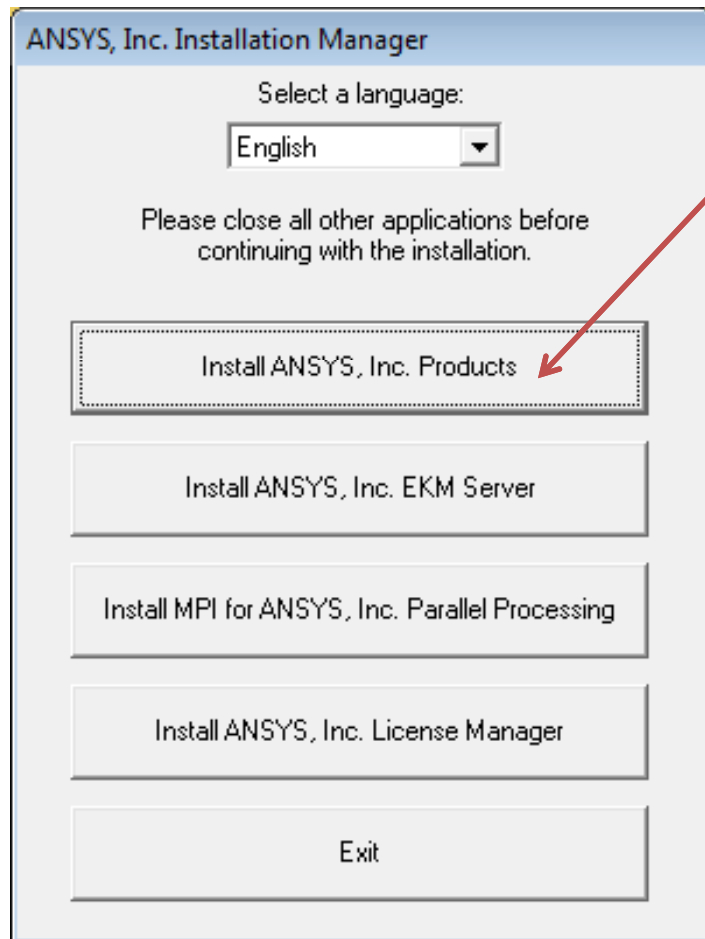 ANSYS, Inc. Installation Manager
Select a language:
English
Please close all other applications before
continuing with the installation.
Install ANSYS, Inc. Products
Install ANSYS, Inc. EKM Server
Install MPI for ANSYS, Inc. Parallel Processing
Install ANSYS, Inc. License Manager
Exit